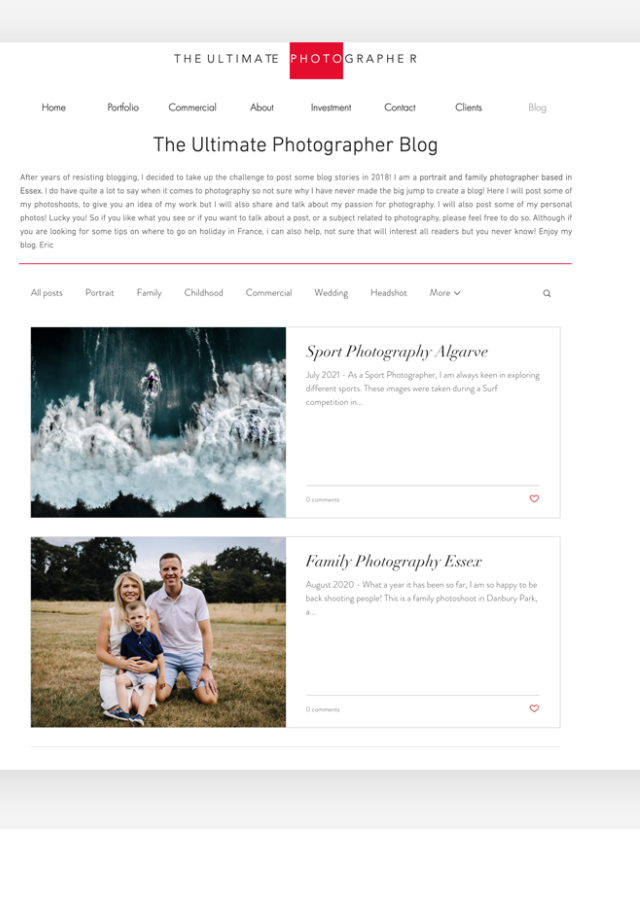 THE ULTIMATE PHOTOGRAPHER
Home Portfolio Commercial About Investment Contact Clients Blog
The Ultimate Photographer Blog
After years of resisting blogging, I decided to take up the challenge to post some blog stories in 2018! I am a portrait and family photographer based in
Essex. I do have quite a lot to say when it comes to photography so not sure why I have never made the big jump to create a blog! Here I will post some of
my photoshoots, to give you an idea of my work but I will also share and talk about my passion for photography. I will also post some of my personal
photos! Lucky you! So if you like what you see or if you want to talk about a post, or a subject related to photography, please feel free to do so. Although if
you are looking for some tips on where to go on holiday in France, i can also help, not sure that will interest all readers but you never know! Enjoy my
blog. Eric
All posts Portrait Family Childhood Commercial Wedding Headshot More
Sport Photography Algarve
July 2021 - As a Sport Photographer, I am always keen in exploring
different sports. These images were taken during a Surf
competition in...
0 comments
Family Photography Essex
August 2020 - What a year it has been so far, I am so happy to be
back shooting people! This is a family photoshoot in Danbury Park,
a...
0 comments